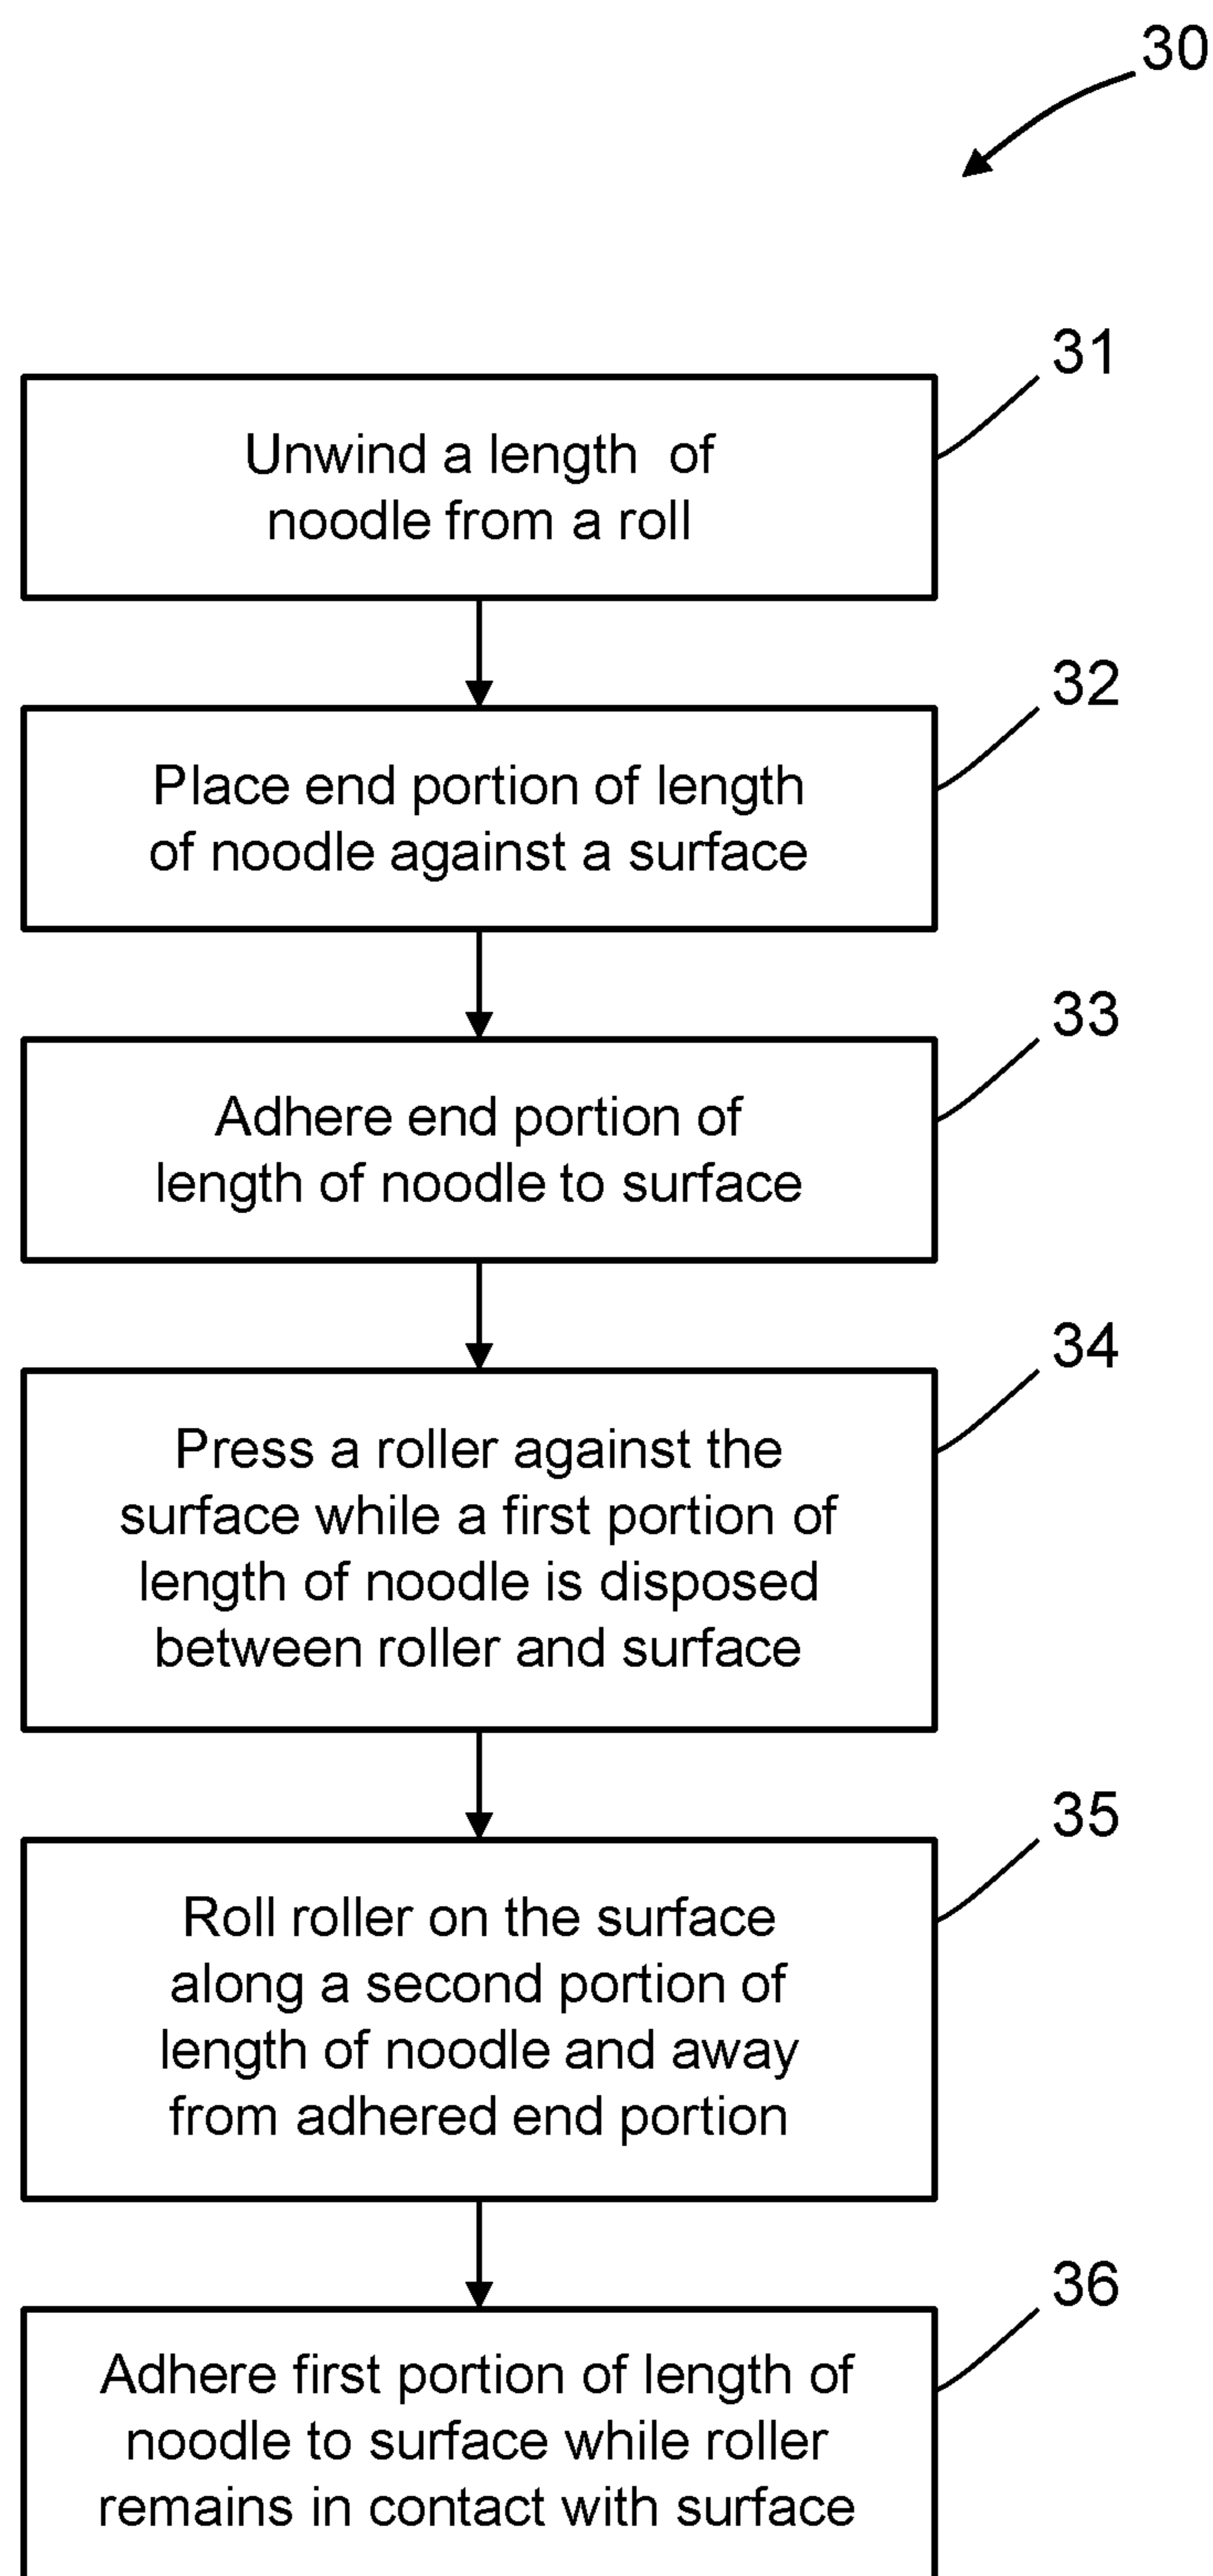 30
31
Unwind a length of
noodle from a roll
32
Place end portion of length
of noodle against a surface
33
Adhere end portion of
length of noodle to surface
34
Press a roller against the
surface while a first portion of
length of noodle is disposed
between roller and surface
35
Roll roller on the surface
along a second portion of
length of noodle and away
from adhered end portion
36
Adhere first portion of length of
noodle to surface while roller
remains in contact with surface